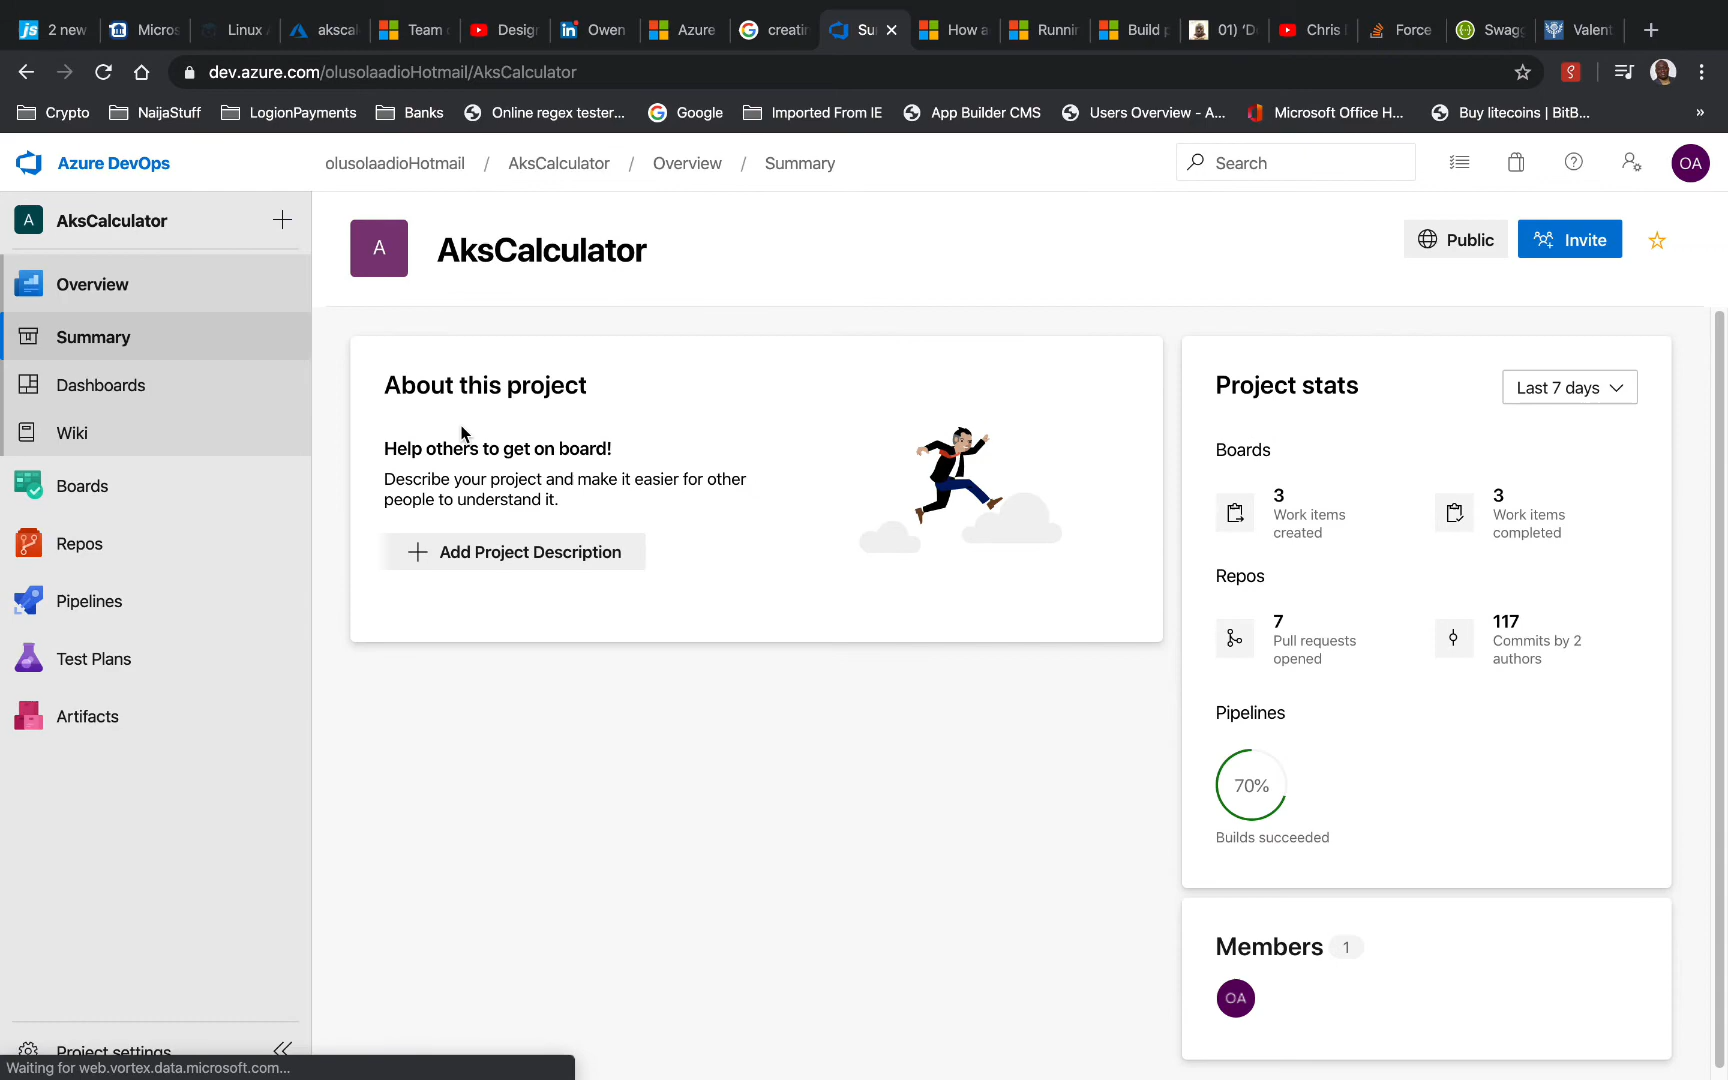 2 new
Micros
Linux
akscal
Team
Design
in Owen
Azure
creatin
Su
How a
Runnin
Build p
01) 'D
Chris
Force
Swagg
Valent
dev.azure.com/olusolaadioHotmail/AksCalculator
Crypto
NaijaStuff
LogionPayments
Banks
Online regex tester...
Google
Imported From IE
App Builder CMS
Users Overview - A...
Microsoft Office H...
Buy litecoins | BitB...
»
Azure DevOps
olusolaadioHotmail / AksCalculator / Overview / Summary
Search
OA
A AksCalculator
Overview
Summary
Dashboards
Wiki
Boards
Repos
Pipelines
Test Plans
Artifacts
Project settings
Waiting for web.vortex.data.microsoft.com...
A
AksCalculator
Public
Invite
About this project
Help others to get on board!
Describe your project and make it easier for other
people to understand it.
Add Project Description
Project stats
Last 7 days
Boards
3
Work items
created
3
Work items
completed
Repos
7
Pull requests
opened
117
Commits by 2
authors
Pipelines
70%
Builds succeeded
Members 1
OA